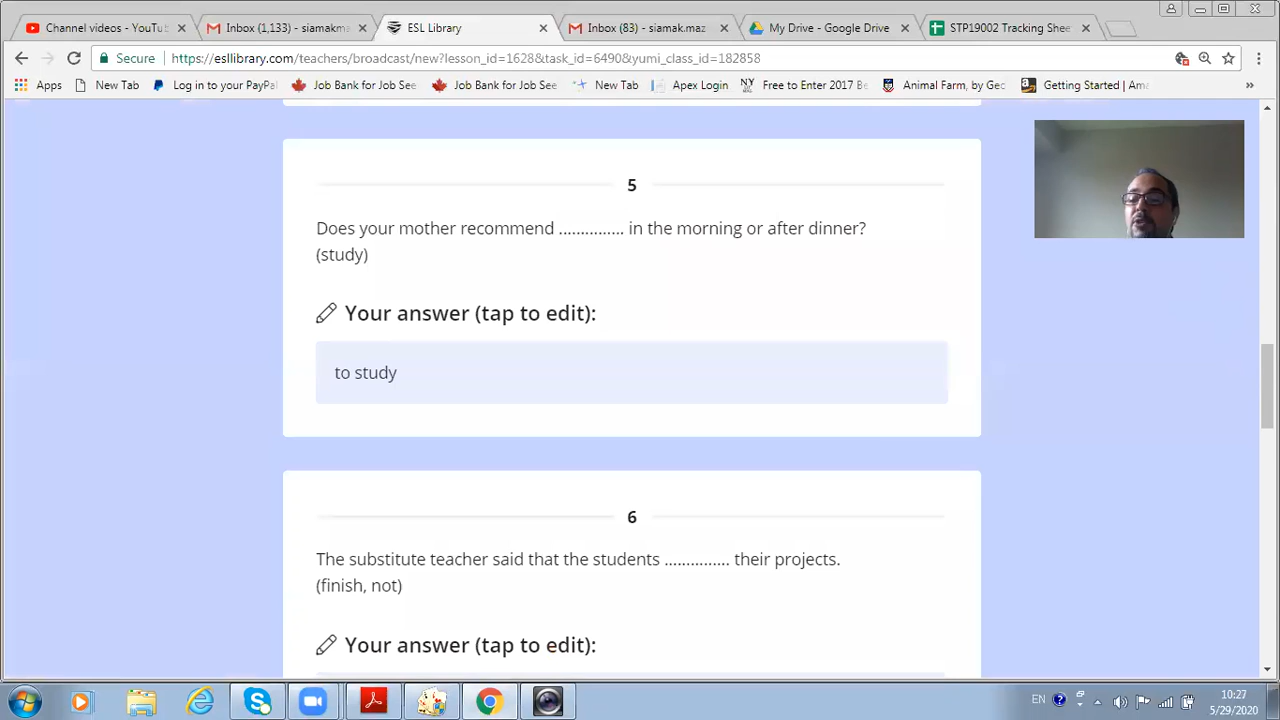 Channel videos - YouTu
Inbox (1,133) - siamakm
ESL Library
Inbox (83) - siamak.maz
My Drive - Google Drive
STP19002 Tracking Shee
Secure
https://esllibrary.com/teachers/broadcast/new?lesson_id=1628&task_id=6490&yumi_class_id=182858
Apps
New Tab
Log in to your PayPal
Job Bank for Job See
Job Bank for Job See
New Tab
Apex Login
NY Free to Enter 2017 Be
Animal Farm, by Geo
Getting Started | Ama
»
5
Does your mother recommend ............... in the morning or after dinner?
(study)
Your answer (tap to edit):
to study
6
The substitute teacher said that the students ............... their projects.
(finish, not)
Your answer (tap to edit):
EN
10:27
5/29/2020